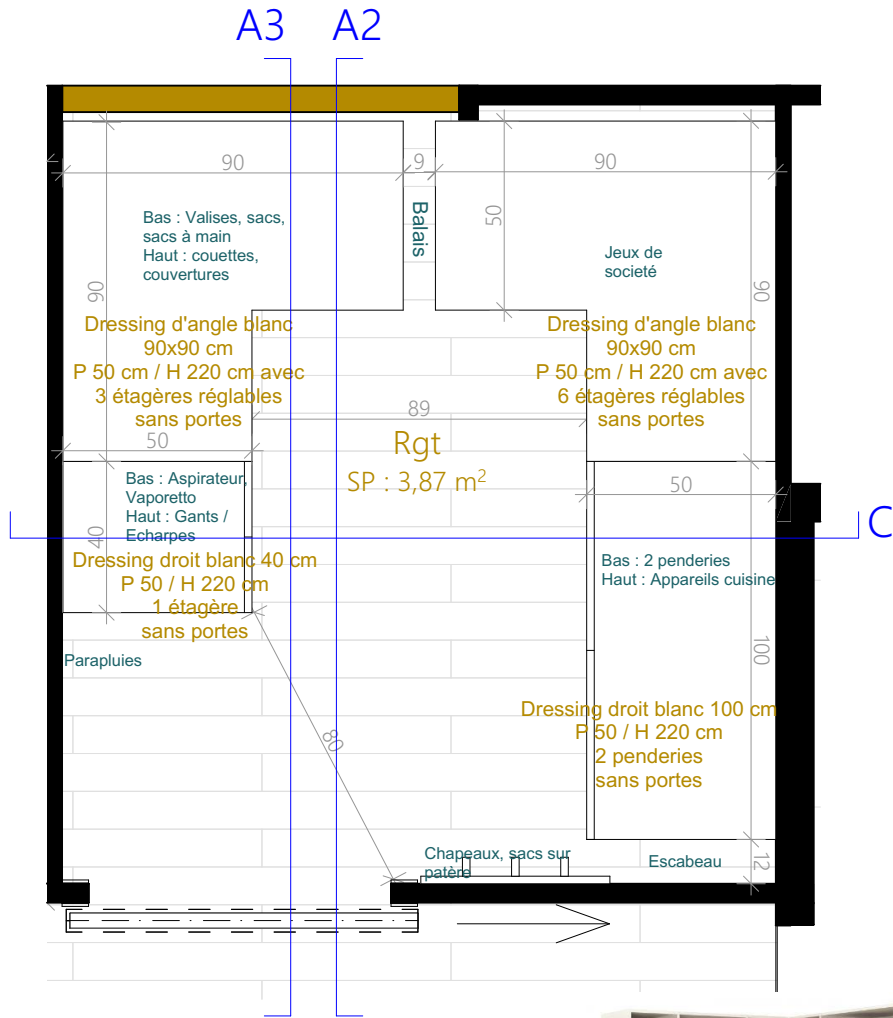 A3 A2
90 9 90
Balais
50
Bas : Valises, sacs,
sacs à main
Haut : couettes,
couvertures
Jeux de
societé
90
90
Dressing d'angle blanc
90x90 cm
P 50 cm / H 220 cm avec
3 étagères réglables
sans portes
Dressing d'angle blanc
90x90 cm
P 50 cm / H 220 cm avec
6 étagères réglables
sans portes
89
Rgt
SP : 3,87 m²
50
50
Bas : Aspirateur,
Vaporetto
Haut : Gants /
Echarpes
40
C
Dressing droit blanc 40 cm
P 50 / H 220 cm
1 étagère
sans portes
Bas : 2 penderies
Haut : Appareils cuisine
100
Parapluies
80
Dressing droit blanc 100 cm
P 50 / H 220 cm
2 penderies
sans portes
Chapeaux, sacs sur
patère
Escabeau
12